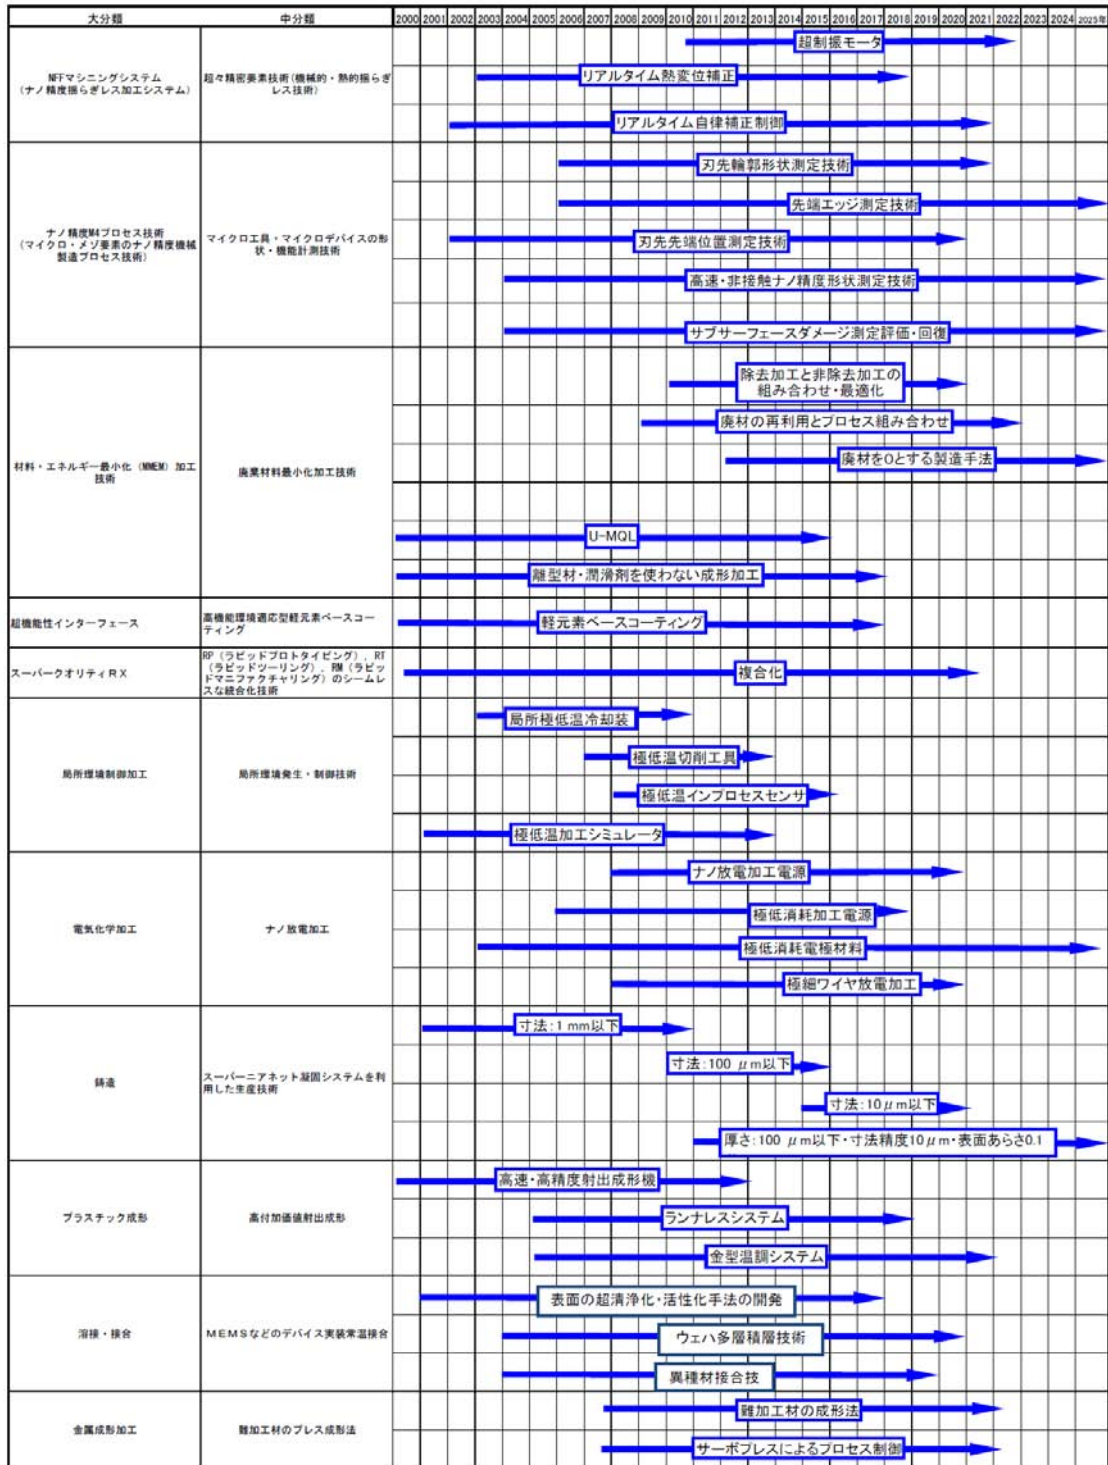 大分類 中分類 2000 2001 2002 2003 2004 2005 2006 2007 2008 2009 2010 2011 2012 2013 2014 2015 2016 2017 2018 2019 2020 2021 2022 2023 2024 2025年
NFFマシニングシステム
(ナノ精度揺らぎレス加工システム)
超々精密要素技術(機械的・熱的揺らぎ
レス技術)
超制振モータ
リアルタイム熱変位補正
リアルタイム自律補正制御
ナノ精度M4プロセス技術
(マイクロ・メゾ要素のナノ精度機械
製造プロセス技術)
マイクロ工具・マイクロデバイスの形
状・機能計測技術
刃先輪郭形状測定技術
先端エッジ測定技術
刃先先端位置測定技術
高速・非接触ナノ精度形状測定技術
サブサーフェースダメージ測定評価・回復
材料・エネルギー最小化(MMEM)加工
技術
廃棄材料最小化加工技術
除去加工と非除去加工の
組み合わせ・最適化
廃材の再利用とプロセス組み合わせ
廃材を0とする製造手法
U-MQL
離型材・潤滑剤を使わない成形加工
超機能性インターフェース
高機能環境適応型軽元素ベースコー
ティング
軽元素ベースコーティング
スーパークオリティRX
RP(ラピッドプロトタイピング)、RT
(ラピッドツーリング)、RM(ラピッ
ドマニファクチャリング)のシームレ
スな統合化技術
複合化
局所環境制御加工
局所環境発生・制御技術
局所極低温冷却装
極低温切削工具
極低温インプロセスセンサ
極低温加工シミュレータ
電気化学加工
ナノ放電加工
ナノ放電加工電源
極低消耗加工電源
極低消耗電極材料
極細ワイヤ放電加工
鋳造
スーパーニアネット凝固システムを利
用した生産技術
寸法:1 mm以下
寸法:100 μm以下
寸法:10μm以下
厚さ:100 μm以下・寸法精度10μm・表面あらさ0.1
プラスチック成形
高付加価値射出成形
高速・高精度射出成形機
ランナレスシステム
金型温調システム
溶接・接合
MEMSなどのデバイス実装常温接合
表面の超清浄化・活性化手法の開発
ウェハ多層積層技術
異種材接合技
金属成形加工
難加工材のプレス成形法
難加工材の成形法
サーボプレスによるプロセス制御